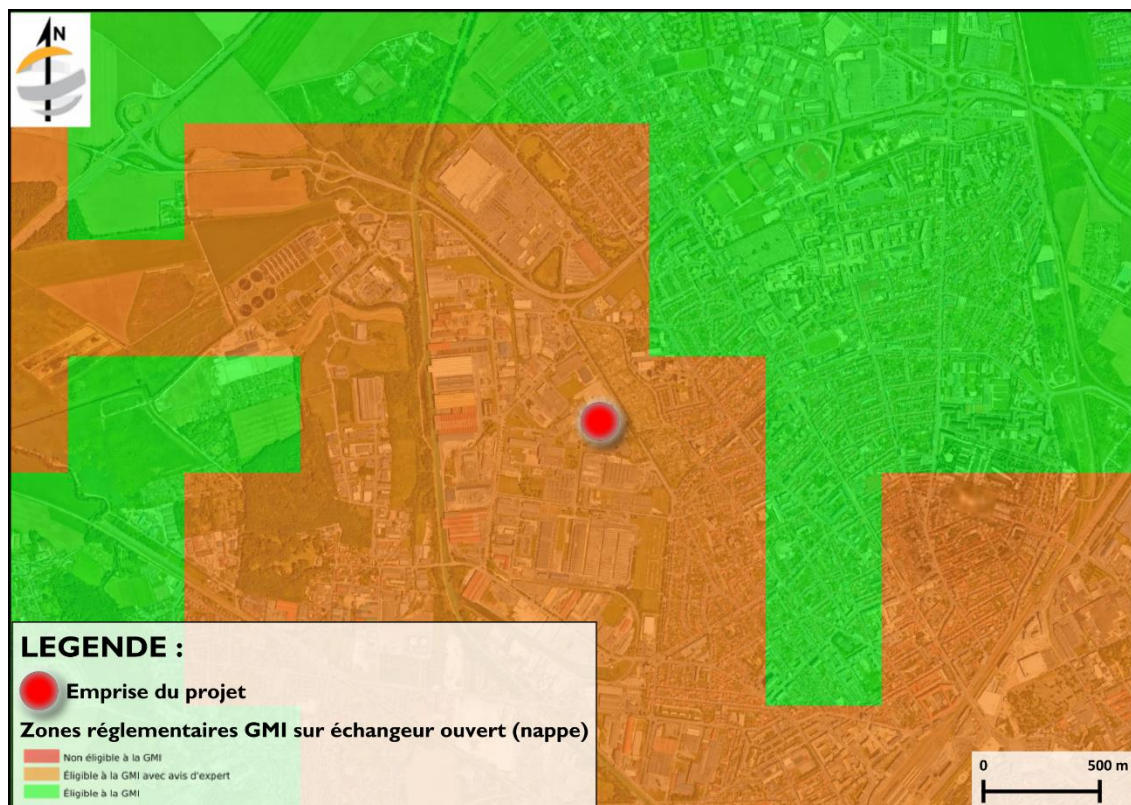 N
LEGENDE :
Emprise du projet
Zones réglementaires GMI sur échangeur ouvert (nappe)
Non éligible à la GMI
Éligible à la GMI avec avis d'expert
Éligible à la GMI
0 500 m